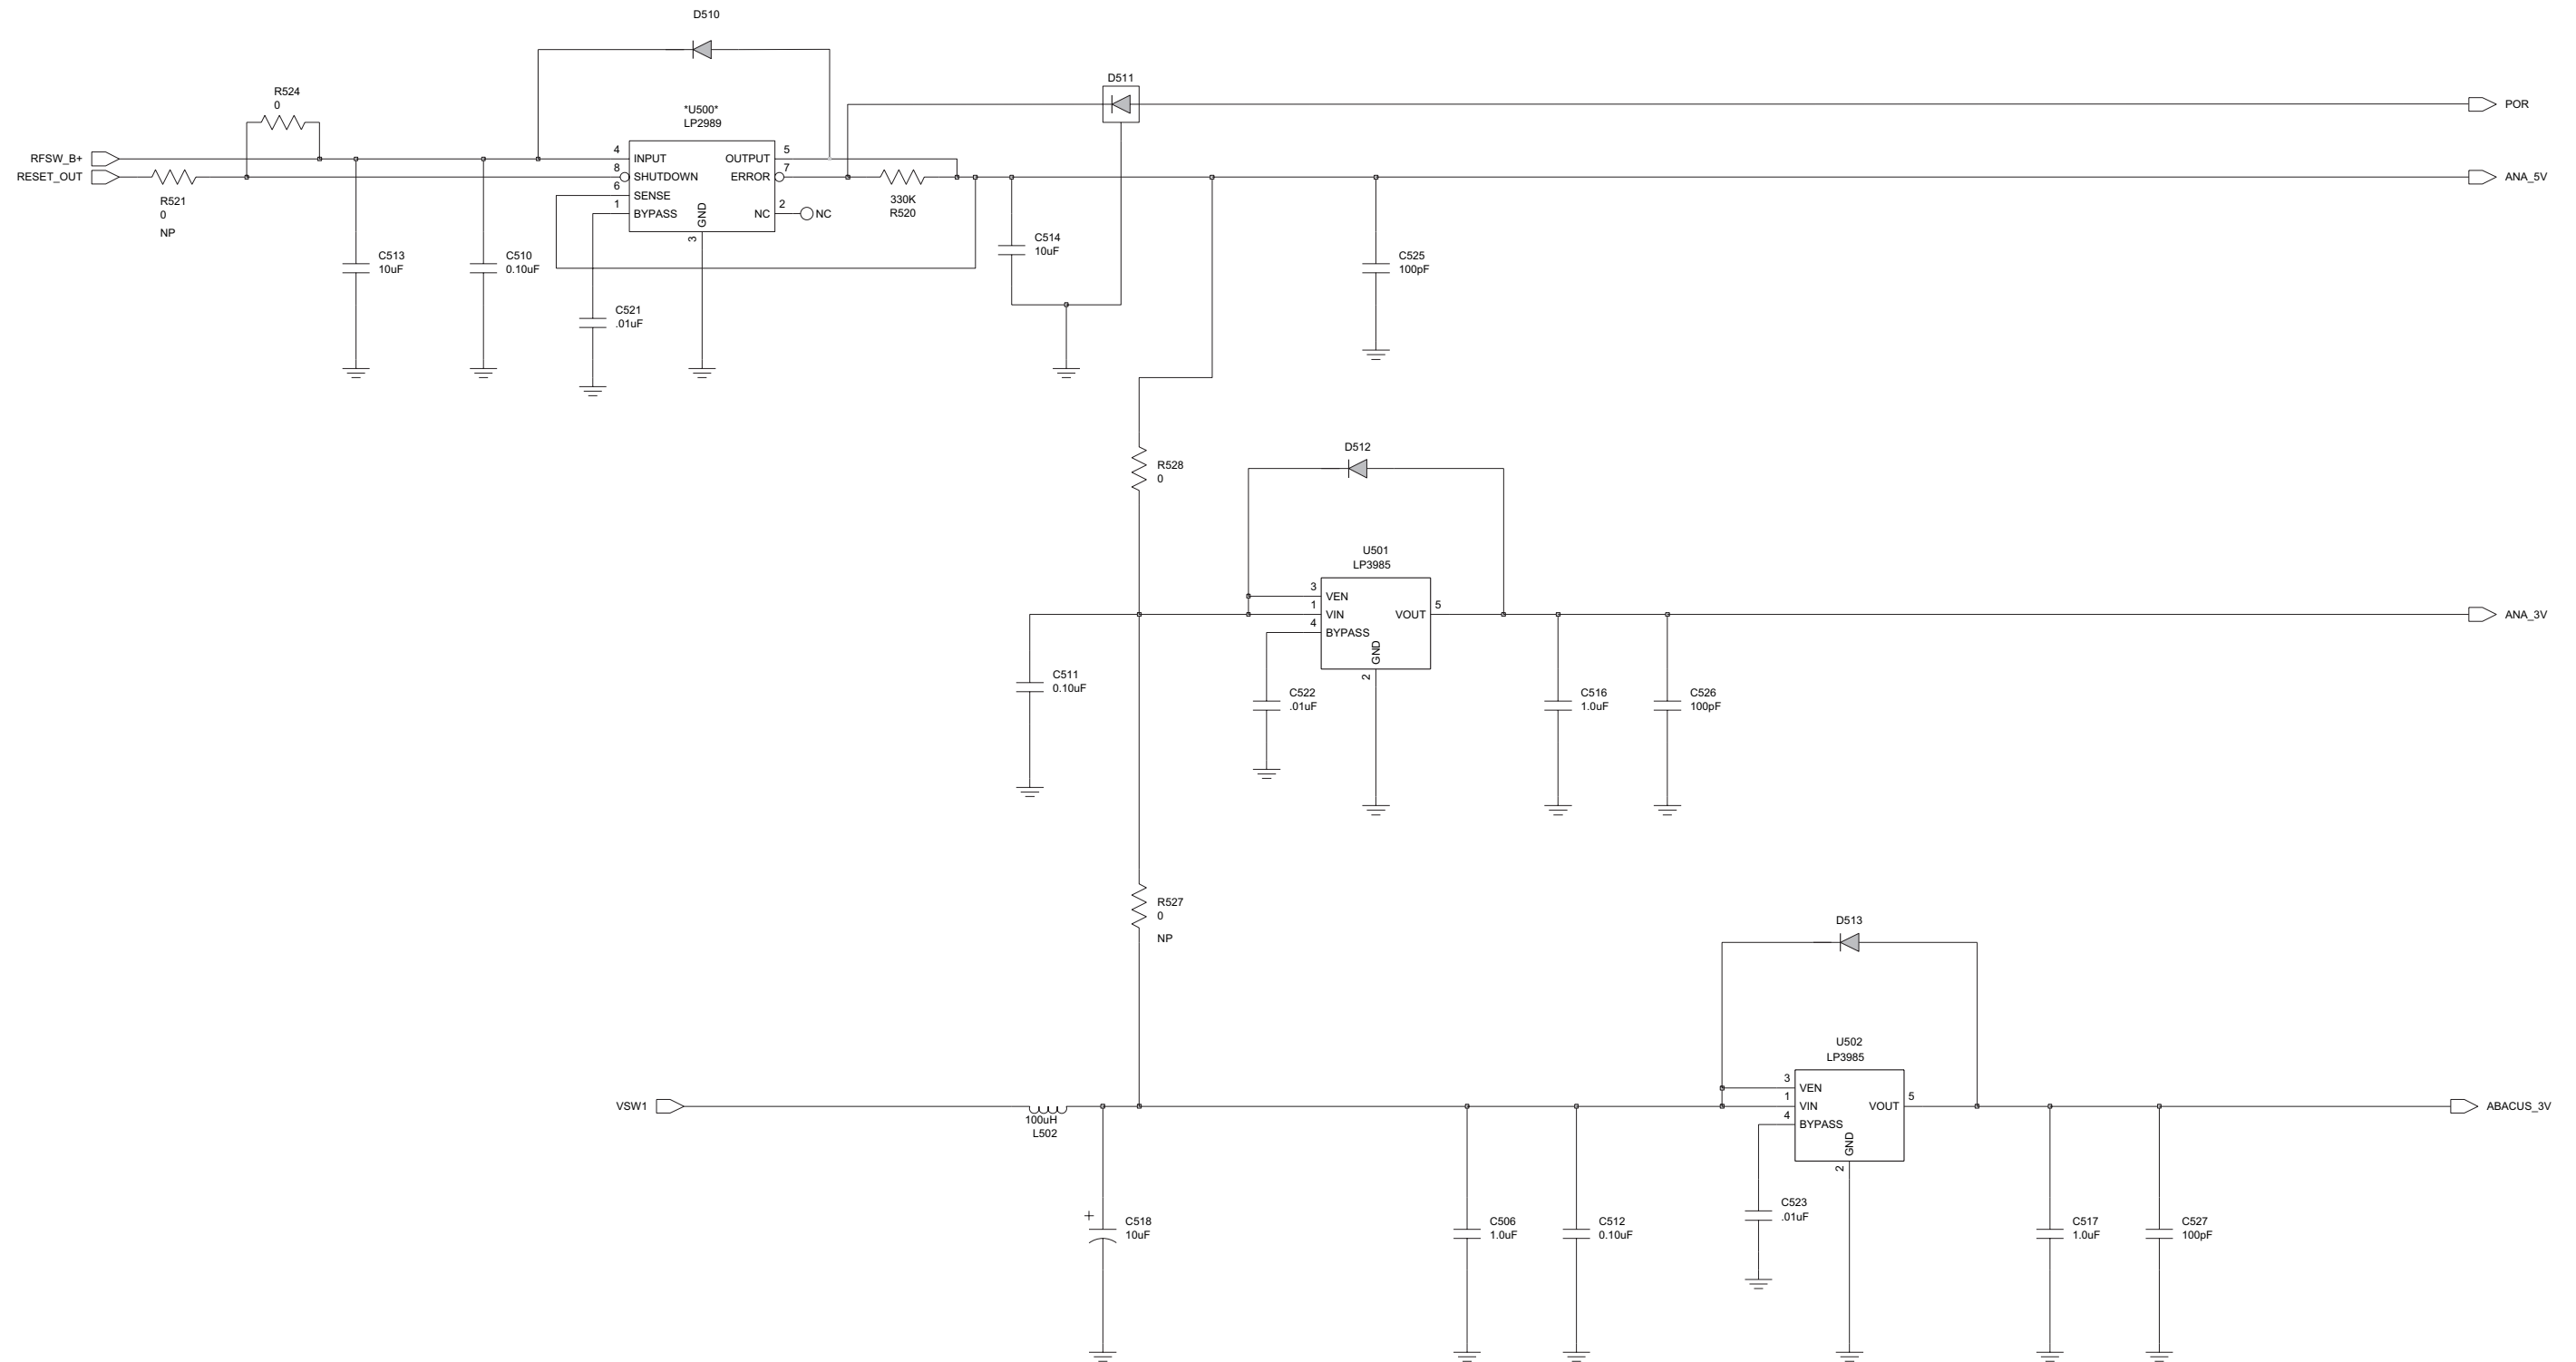 D510
D511
R524
0
*U500*
LP2989
POR
RFSW_B+
4
INPUT
OUTPUT
5
RESET_OUT
8
SHUTDOWN
ERROR
7
ANA_5V
6
SENSE
R521
0
NP
330K
R520
1
BYPASS
GND
NC
2
NC
3
C513
10uF
C510
0.10uF
C514
10uF
C525
100pF
C521
.01uF
R528
0
D512
U501
LP3985
3
VEN
1
VIN
VOUT
5
ANA_3V
4
BYPASS
GND
2
C511
0.10uF
C522
.01uF
C516
1.0uF
C526
100pF
R527
0
NP
D513
U502
LP3985
3
VEN
VSW1
1
VIN
VOUT
5
ABACUS_3V
100uH
L502
4
BYPASS
GND
2
+
C518
10uF
C506
1.0uF
C512
0.10uF
C523
.01uF
C517
1.0uF
C527
100pF